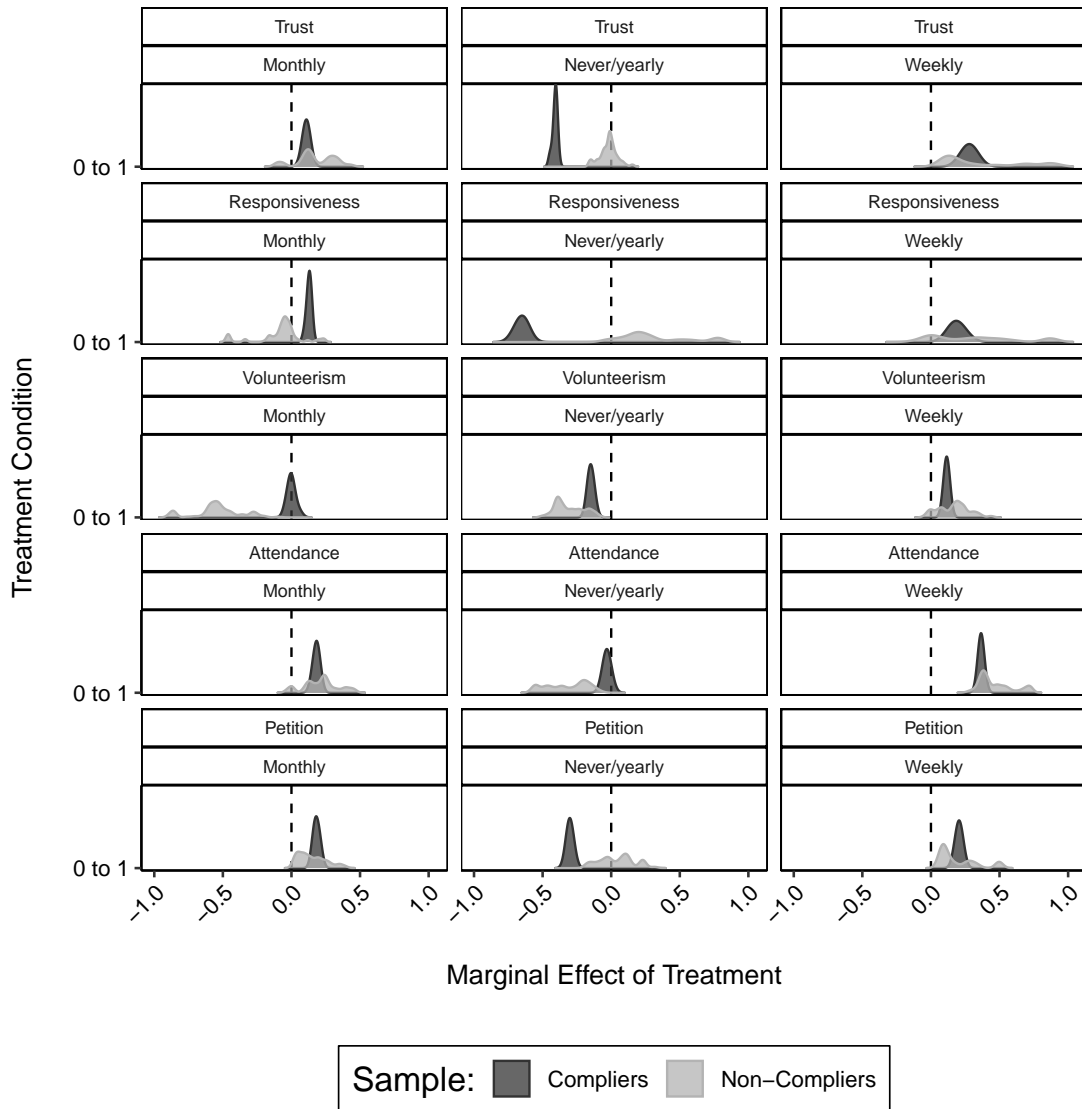 Trust Trust Trust
Monthly Never/yearly Weekly
0 to 1
Responsiveness Responsiveness Responsiveness
Monthly Never/yearly Weekly
0 to 1
Volunteerism Volunteerism Volunteerism
Monthly Never/yearly Weekly
0 to 1
Attendance Attendance Attendance
Monthly Never/yearly Weekly
0 to 1
Petition Petition Petition
Monthly Never/yearly Weekly
0 to 1
−1.0 −0.5 0.0 0.5 1.0 −1.0 −0.5 0.0 0.5 1.0 −1.0 −0.5 0.0 0.5 1.0
Treatment Condition
Marginal Effect of Treatment
Sample: Compliers Non−Compliers